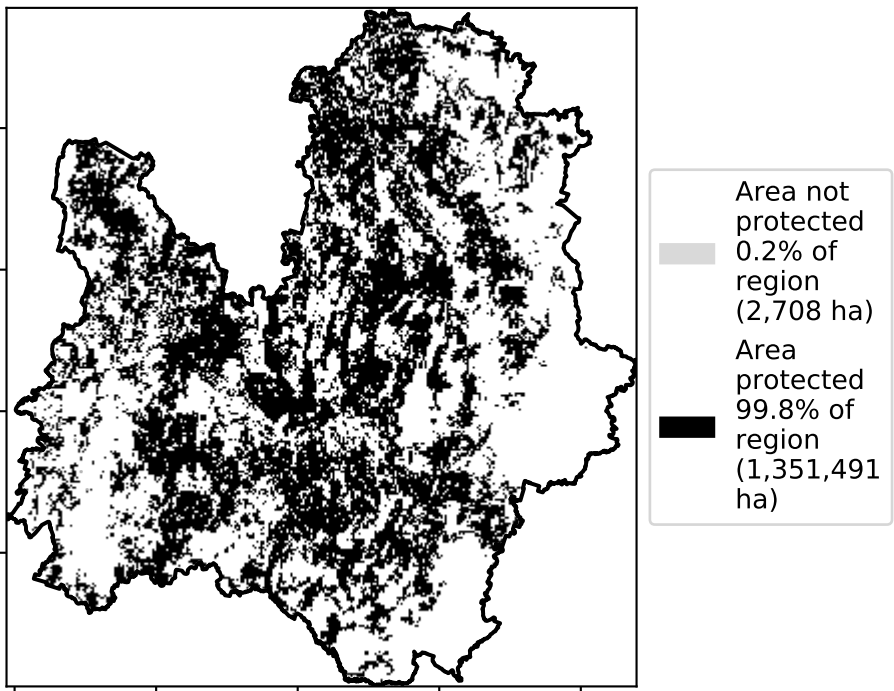 Area not
protected
0.2% of
region
(2,708 ha)
Area
protected
99.8% of
region
(1,351,491
ha)